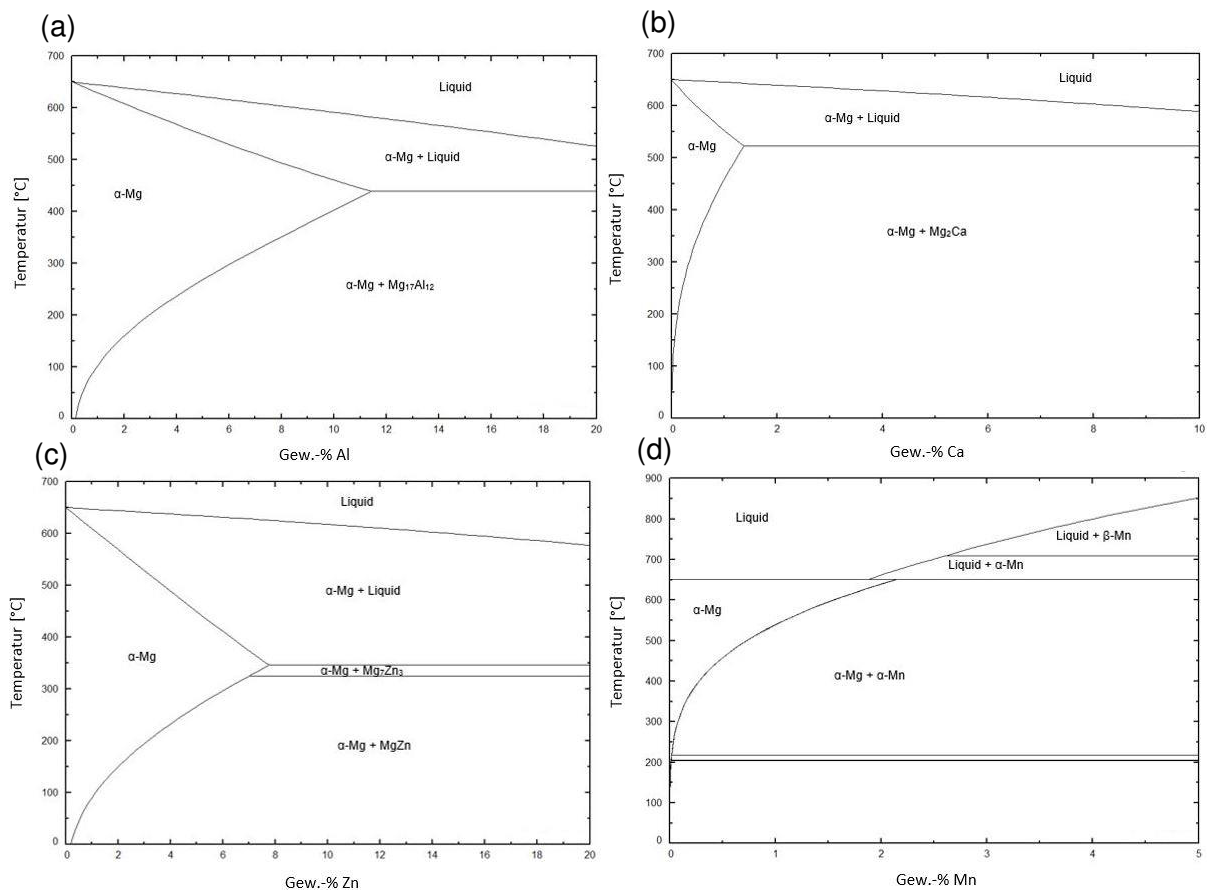 (a)
700
600
500
400
300
200
100
0
Temperatur [°C]
Liquid
α-Mg + Liquid
α-Mg
α-Mg + Mg₁₇Al₁₂
0 2 4 6 8 10 12 14 16 18 20
Gew.-% Al
(b)
700
600
500
400
300
200
100
0
Temperatur [°C]
Liquid
α-Mg + Liquid
α-Mg
α-Mg + Mg₂Ca
0 2 4 6 8 10
Gew.-% Ca
(c)
700
600
500
400
300
200
100
0
Temperatur [°C]
Liquid
α-Mg + Liquid
α-Mg
α-Mg + Mg₇Zn₃
α-Mg + MgZn
0 2 4 6 8 10 12 14 16 18 20
Gew.-% Zn
(d)
900
800
700
600
500
400
300
200
100
0
Temperatur [°C]
Liquid
Liquid + β-Mn
Liquid + α-Mn
α-Mg
α-Mg + α-Mn
0 1 2 3 4 5
Gew.-% Mn